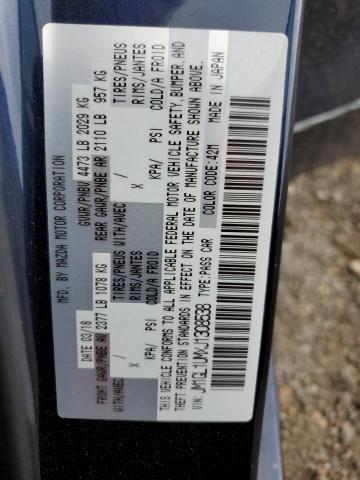 MFD. BY MAZDA MOTOR CORPORATION
DATE 03/18 GVWR/PNBV 4473 LB 2029 KG
FRONT GAWR/PNBE AV 2377 LB 1078 KG REAR GAWR/PNBE AR 2110 LB 957 KG
WITH/AVEC TIRES/PNEUS WITH/AVEC TIRES/PNEUS
/ X RIMS/JANTES / X RIMS/JANTES
KPA/ PSI COLD/A FROID KPA/ PSI COLD/A FROID
THIS VEHICLE CONFORMS TO ALL APPLICABLE FEDERAL MOTOR VEHICLE SAFETY, BUMPER, AND
THEFT PREVENTION STANDARDS IN EFFECT ON THE DATE OF MANUFACTURE SHOWN ABOVE.
JM1GL1UMXJ1308538 TYPE:PASS CAR COLOR CODE:42M MADE IN JAPAN